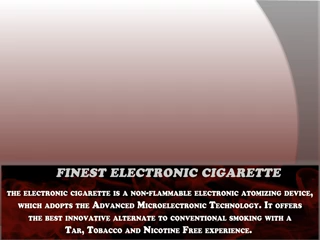 FINEST ELECTRONIC CIGARETTE
THE ELECTRONIC CIGARETTE IS A NON-FLAMMABLE ELECTRONIC ATOMIZING DEVICE,
WHICH ADOPTS THE ADVANCED MICROELECTRONIC TECHNOLOGY. IT OFFERS
THE BEST INNOVATIVE ALTERNATE TO CONVENTIONAL SMOKING WITH A
TAR, TOBACCO AND NICOTINE FREE EXPERIENCE.